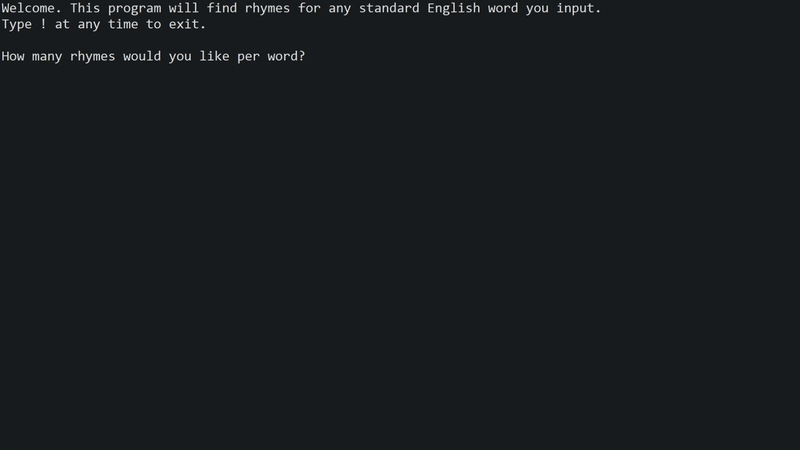 Welcome. This program will find rhymes for any standard English word you input.
Type ! at any time to exit.
How many rhymes would you like per word?